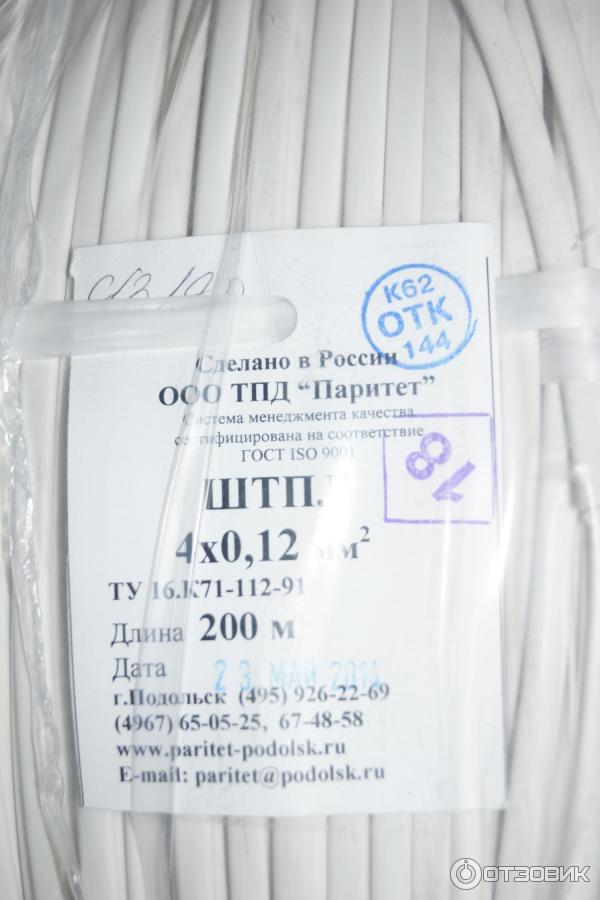 К62
ОТК
144
Сделано в России
ООО ТПД “Паритет”
Система менеджмента качества
сертифицирована на соответствие
ГОСТ ISO 9001
18
ШТПЛ
4х0,12 мм²
ТУ 16.К71-112-91
Длина 200 м
Дата 23 МАЙ 2014
г.Подольск (495) 926-22-69
(4967) 65-05-25, 67-48-58
www.paritet-podolsk.ru
E-mail: paritet@podolsk.ru
ОТЗОВИК